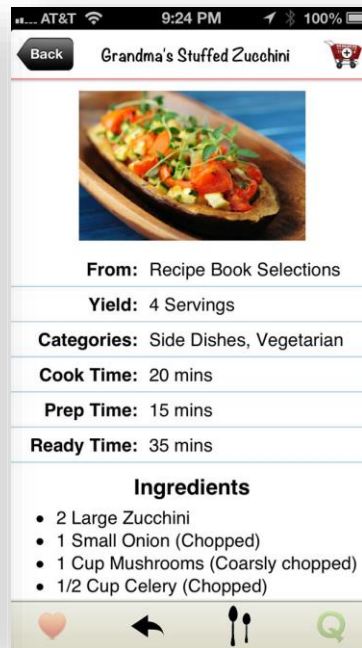 AT&T 9:24 PM 100%
Back Grandma's Stuffed Zucchini
From: Recipe Book Selections
Yield: 4 Servings
Categories: Side Dishes, Vegetarian
Cook Time: 20 mins
Prep Time: 15 mins
Ready Time: 35 mins
Ingredients
• 2 Large Zucchini
• 1 Small Onion (Chopped)
• 1 Cup Mushrooms (Coarsly chopped)
• 1/2 Cup Celery (Chopped)
Q